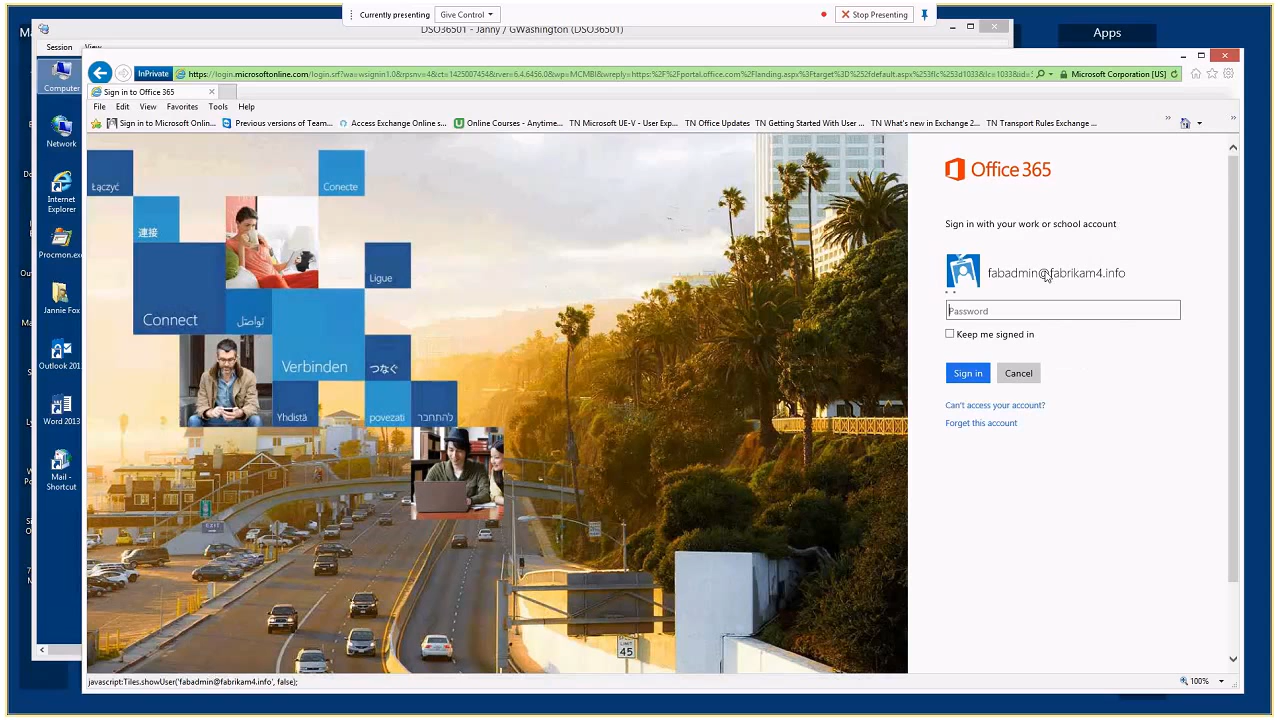 Currently presenting
Give Control
Stop Presenting
DSO36501 - Janny / GWashington (DSO36501)
Apps
Session View
InPrivate
Microsoft Corporation [US]
Sign in to Office 365
File Edit View Favorites Tools Help
Sign in to Microsoft Onlin... Previous versions of Team... Access Exchange Online s... Online Courses - Anytime... TN Microsoft UE-V - User Exp... TN Office Updates TN Getting Started With User ... TN What's new in Exchange 2... TN Transport Rules Exchange ...
Computer
Network
Internet
Explorer
Procmon.exe
Jannie Fox
Outlook 201
Word 2013
Mail -
Shortcut
Łączyć
Conecte
連接
Ligue
Connect
تواصَل
Verbinden
つなぐ
Yhdistä
povezati
להתחבר
EXIT
45
Office 365
Sign in with your work or school account
fabadmin@fabrikam4.info
Password
Keep me signed in
Sign in
Cancel
Can't access your account?
Forget this account
javascript:Tiles.showUser('fabadmin@fabrikam4.info', false);
100%